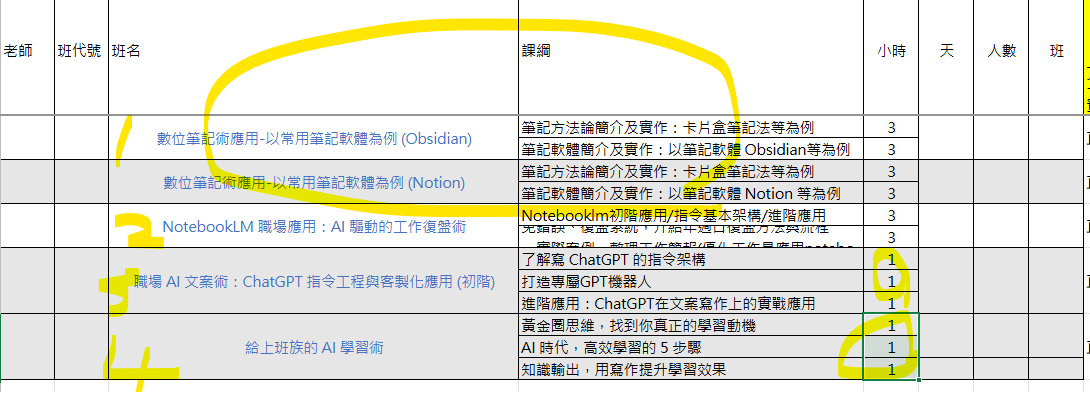 老師 班代號 班名 課綱 小時 天 人數 班
數位筆記術應用-以常用筆記軟體為例 (Obsidian)
筆記方法論簡介及實作：卡片盒筆記法等為例 3
筆記軟體簡介及實作：以筆記軟體 Obsidian等為例 3
數位筆記術應用-以常用筆記軟體為例 (Notion)
筆記方法論簡介及實作：卡片盒筆記法等為例 3
筆記軟體簡介及實作：以筆記軟體 Notion 等為例 3
NotebookLM 職場應用：AI 驅動的工作復盤術
Notebooklm初階應用/指令基本架構/進階應用 3
3
職場 AI 文案術：ChatGPT 指令工程與客製化應用 (初階)
了解寫 ChatGPT 的指令架構 1
打造專屬GPT機器人 1
進階應用：ChatGPT在文案寫作上的實戰應用 1
給上班族的 AI 學習術
黃金圈思維，找到你真正的學習動機 1
AI 時代，高效學習的 5 步驟 1
知識輸出，用寫作提升學習效果 1
1
2
3
4